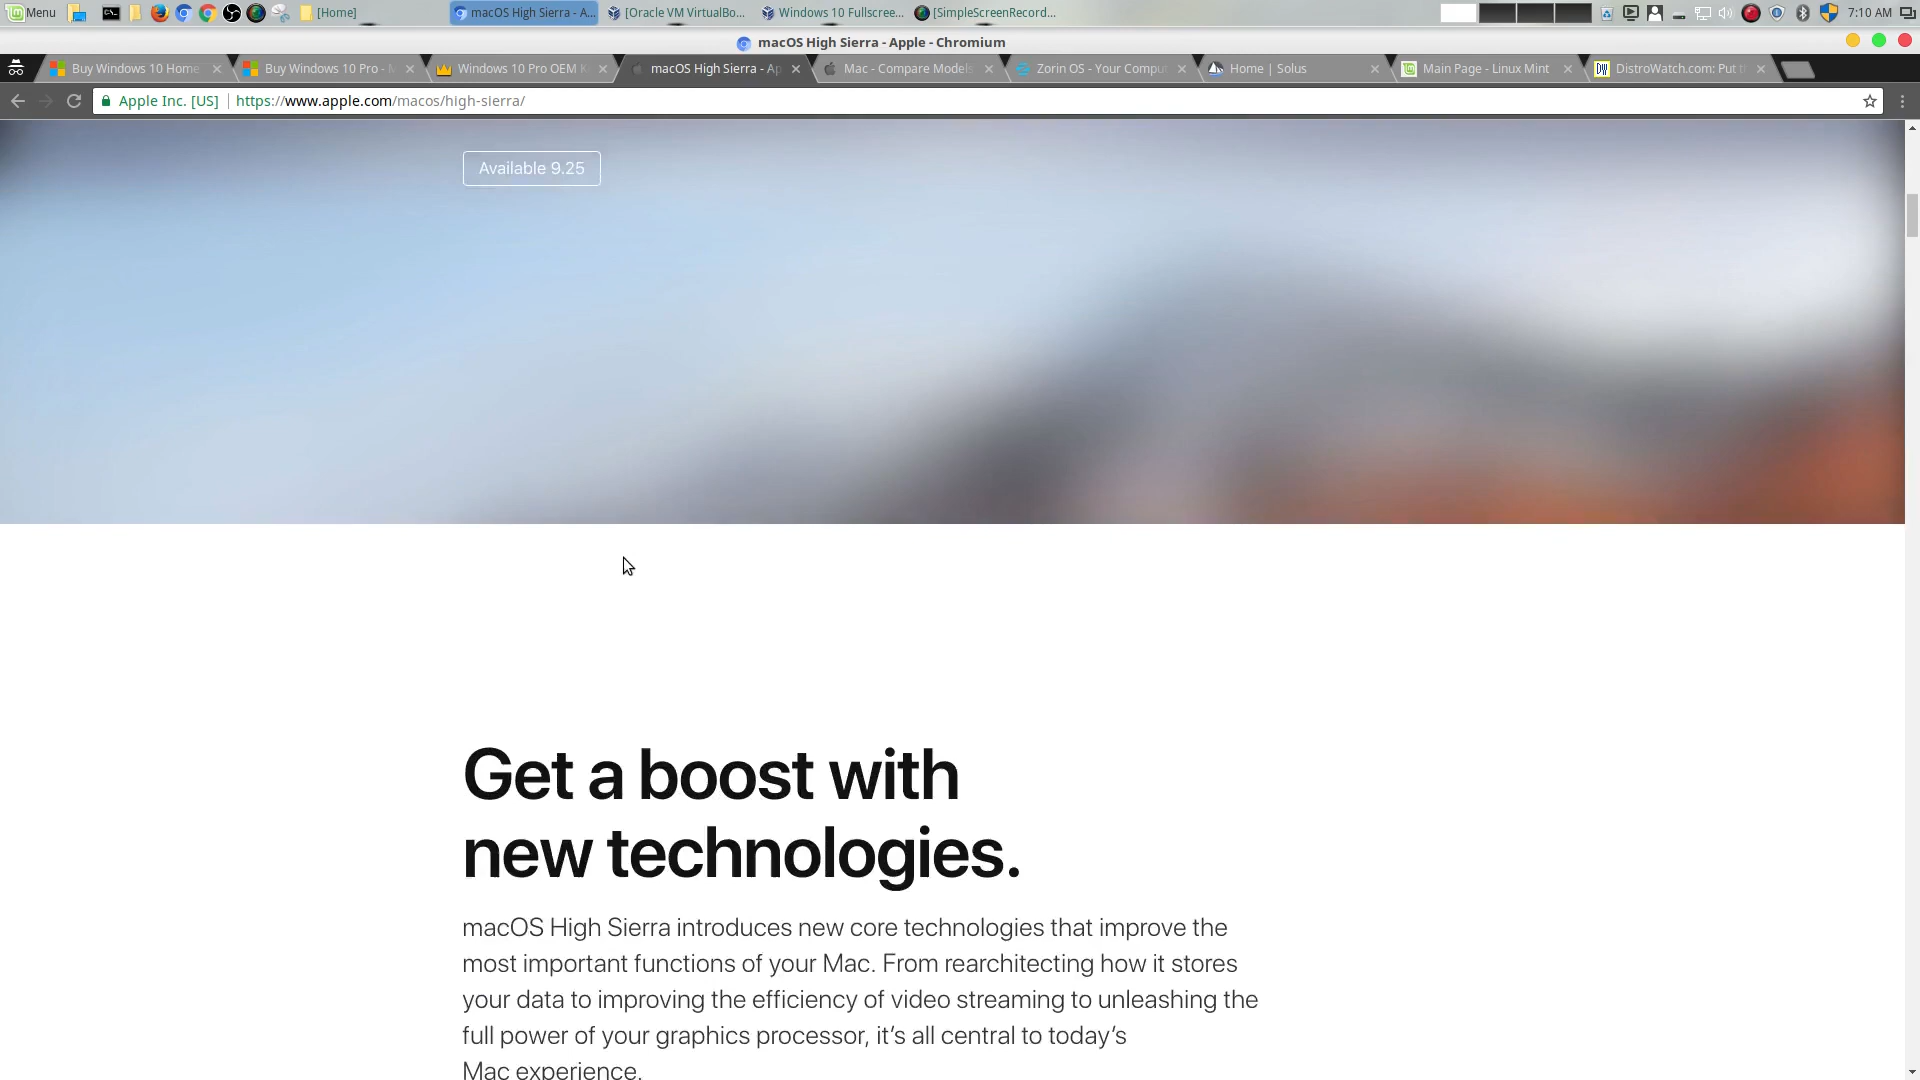 Menu
[Home]
macOS High Sierra - A...
[Oracle VM VirtualBo...
Windows 10 Fullscree...
[SimpleScreenRecord...
7:10 AM
macOS High Sierra - Apple - Chromium
Buy Windows 10 Home
Buy Windows 10 Pro - M
Windows 10 Pro OEM K
macOS High Sierra - Ap
Mac - Compare Models
Zorin OS - Your Comput
Home | Solus
Main Page - Linux Mint
DW
DistroWatch.com: Put t
Apple Inc. [US]
https://www.apple.com/macos/high-sierra/
Available 9.25
Get a boost with
new technologies.
macOS High Sierra introduces new core technologies that improve the
most important functions of your Mac. From rearchitecting how it stores
your data to improving the efficiency of video streaming to unleashing the
full power of your graphics processor, it’s all central to today’s
Mac experience.